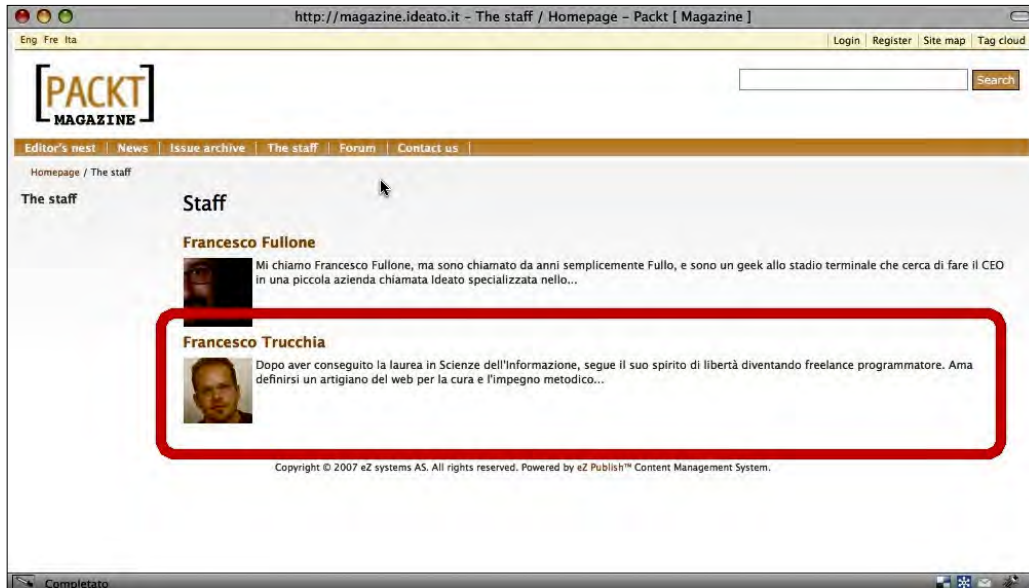 http://magazine.ideato.it - The staff / Homepage - Packt [ Magazine ]
Eng Fre Ita
Login Register Site map Tag cloud
[PACKT]
MAGAZINE
Search
Editor's nest News Issue archive The staff Forum Contact us
Homepage / The staff
The staff
Staff
Francesco Fullone
Mi chiamo Francesco Fullone, ma sono chiamato da anni semplicemente Fullo, e sono un geek allo stadio terminale che cerca di fare il CEO
in una piccola azienda chiamata Ideato specializzata nello...
Francesco Trucchia
Dopo aver conseguito la laurea in Scienze dell'Informazione, segue il suo spirito di libertà diventando freelance programmatore. Ama
definirsi un artigiano del web per la cura e l'impegno metodico...
Copyright © 2007 eZ systems AS. All rights reserved. Powered by eZ Publish™ Content Management System.
Completato